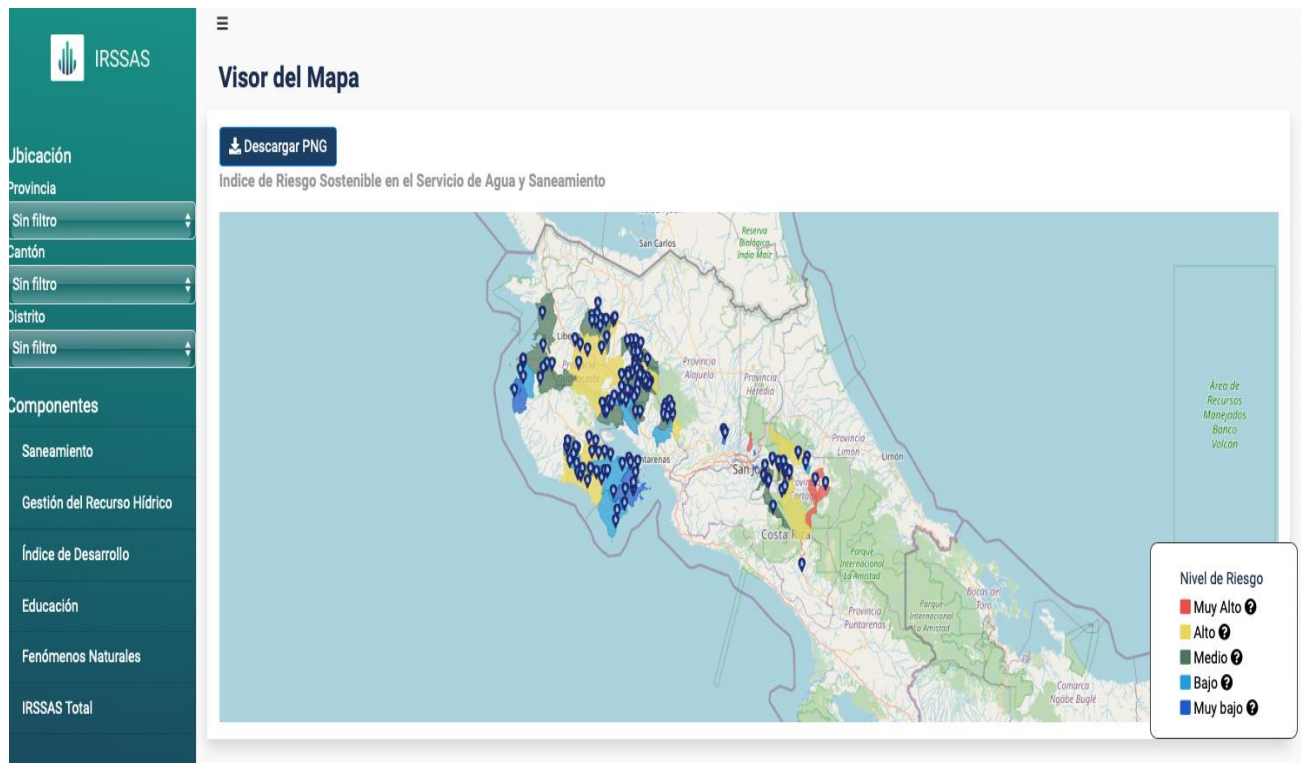 IRSSAS
Visor del Mapa
Descargar PNG
Indice de Riesgo Sostenible en el Servicio de Agua y Saneamiento
Ubicación
Provincia
Sin filtro
Cantón
Sin filtro
Distrito
Sin filtro
Componentes
Saneamiento
Gestión del Recurso Hídrico
Índice de Desarrollo
Educación
Fenómenos Naturales
IRSSAS Total
San Carlos
Reserva
Biológica
Indio Maíz
Provincia
Alajuela
Provincia
Heredia
Provincia
Limón
Limón
Costa Rica
Parque
Internacional
La Amistad
Provincia
Puntarenas
Parque
Internacional
La Amistad
Bocas del
Toro
Comarca
Ngäbe Buglé
Área de
Recursos
Manejados
Banco
Volcán
Nivel de Riesgo
Muy Alto
Alto
Medio
Bajo
Muy bajo